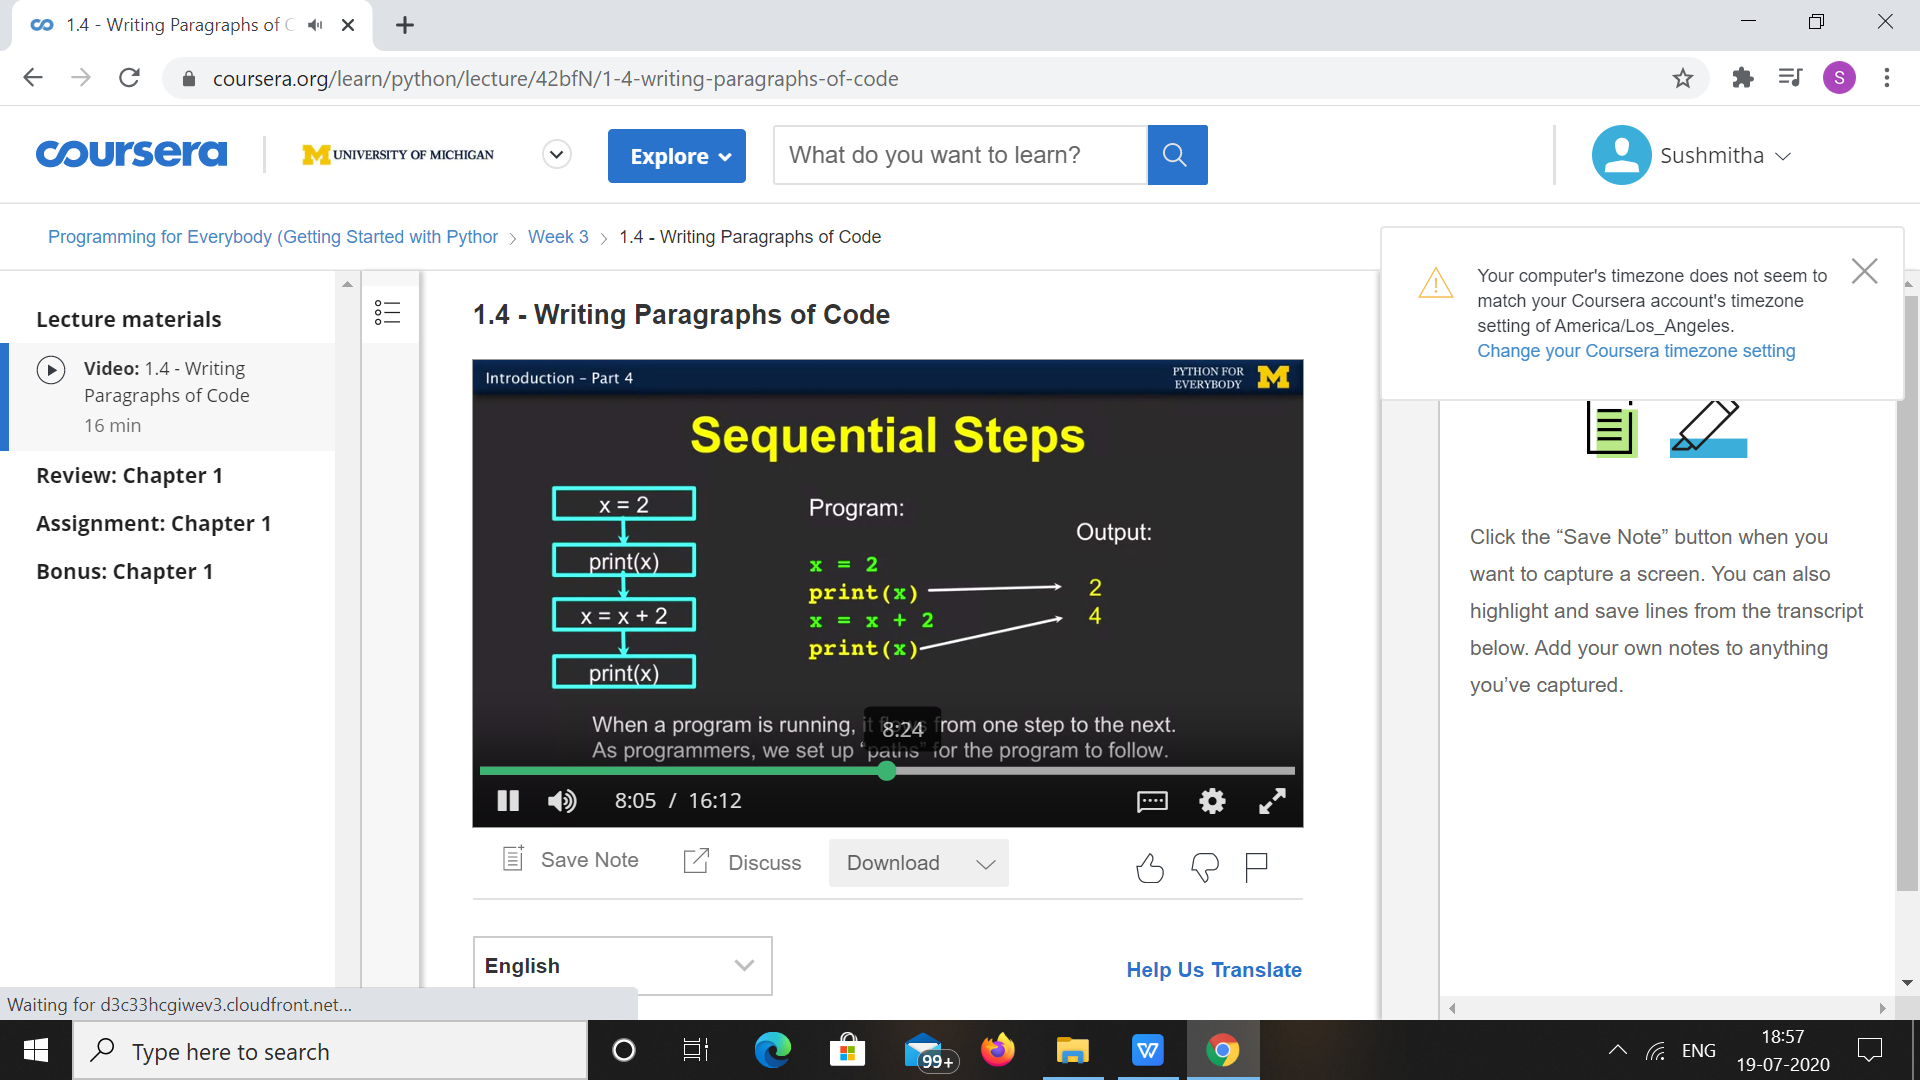 1.4 - Writing Paragraphs of C
coursera.org/learn/python/lecture/42bfN/1-4-writing-paragraphs-of-code
S
coursera
M UNIVERSITY OF MICHIGAN
Explore
What do you want to learn?
Sushmitha
Programming for Everybody (Getting Started with Python
Week 3
1.4 - Writing Paragraphs of Code
Your computer's timezone does not seem to
match your Coursera account's timezone
setting of America/Los_Angeles.
Change your Coursera timezone setting
Lecture materials
Video: 1.4 - Writing
Paragraphs of Code
16 min
Review: Chapter 1
Assignment: Chapter 1
Bonus: Chapter 1
1.4 - Writing Paragraphs of Code
Introduction – Part 4
PYTHON FOR
EVERYBODY
M
Sequential Steps
x = 2
print(x)
x = x + 2
print(x)
Program:
x = 2
print(x)
x = x + 2
print(x)
Output:
2
4
When a program is running, it from one step to the next.
As programmers, we set up “paths” for the program to follow.
8:24
8:05 / 16:12
Save Note
Discuss
Download
English
Help Us Translate
Click the “Save Note” button when you
want to capture a screen. You can also
highlight and save lines from the transcript
below. Add your own notes to anything
you’ve captured.
Waiting for d3c33hcgiwev3.cloudfront.net...
Type here to search
99+
W
ENG
18:57
19-07-2020